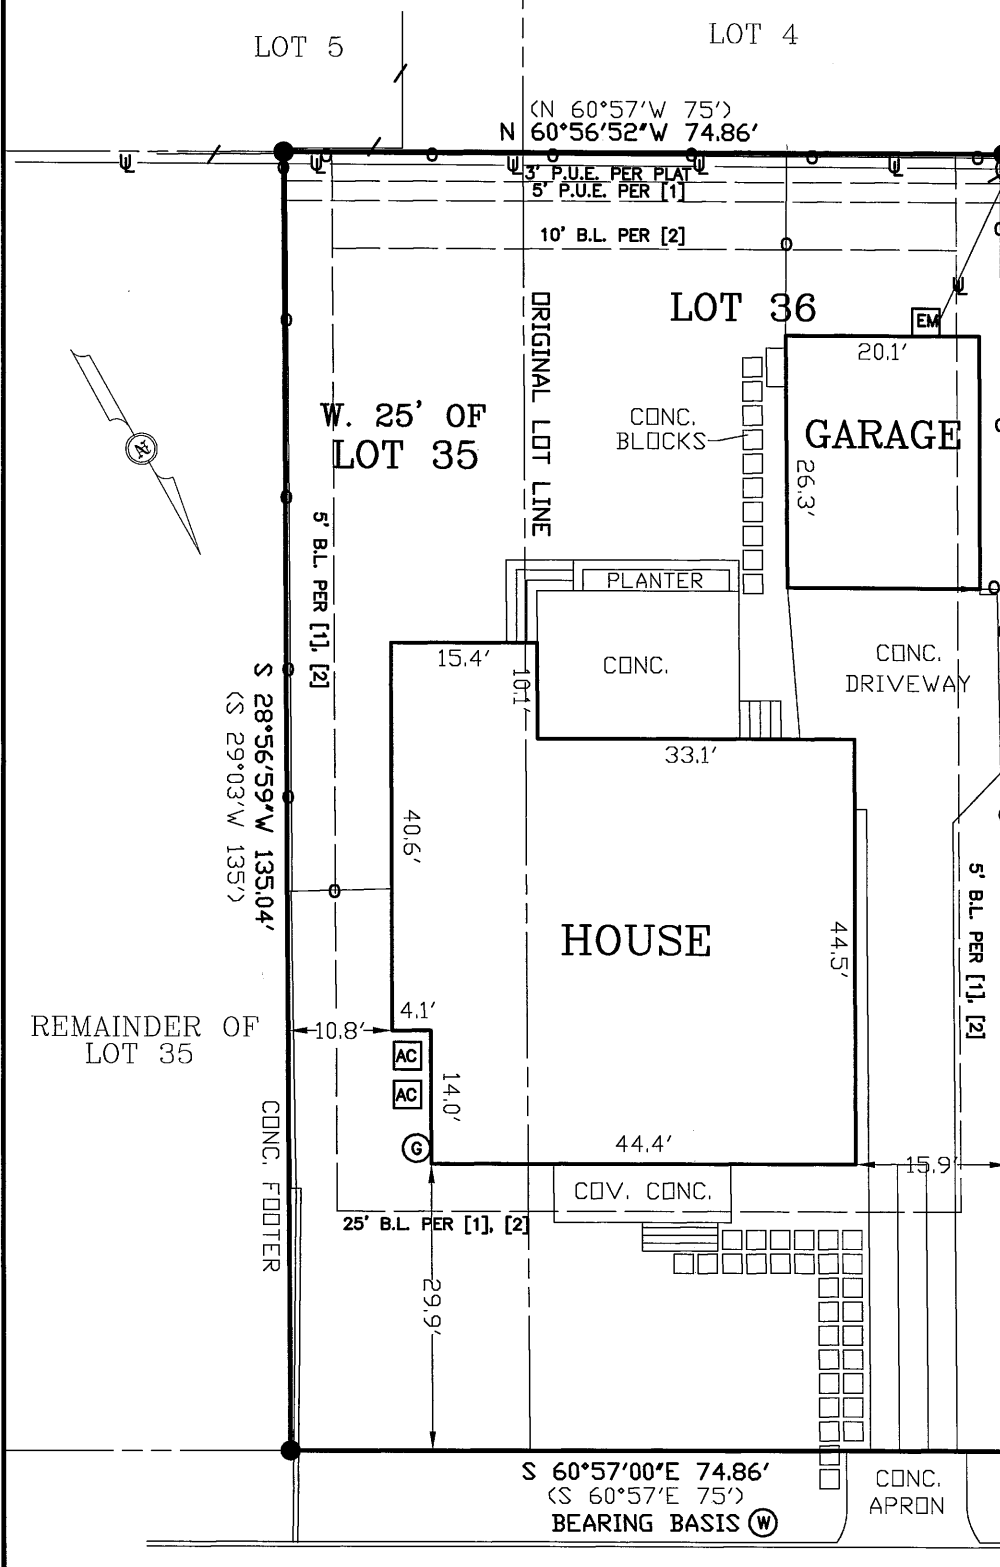 LOT 5
LOT 4
(N 60°57'W 75')
N 60°56'52"W 74.86'
3' P.U.E. PER PLAT
5' P.U.E. PER [1]
10' B.L. PER [2]
LOT 36
EM
20.1'
ORIGINAL LOT LINE
W. 25' OF
LOT 35
CONC.
BLOCKS
GARAGE
26.3'
N
5' B.L. PER [1], [2]
PLANTER
15.4'
10.1'
CONC.
CONC.
DRIVEWAY
S 28°56'59"W 135.04'
(S 29°03'W 135')
33.1'
40.6'
HOUSE
44.5'
5' B.L. PER [1], [2]
REMAINDER OF
LOT 35
10.8'
4.1'
AC
AC
14.0'
G
44.4'
15.9'
CONC. FOOTER
COV. CONC.
25' B.L. PER [1], [2]
29.9'
S 60°57'00"E 74.86'
(S 60°57'E 75')
BEARING BASIS W
CONC.
APRON